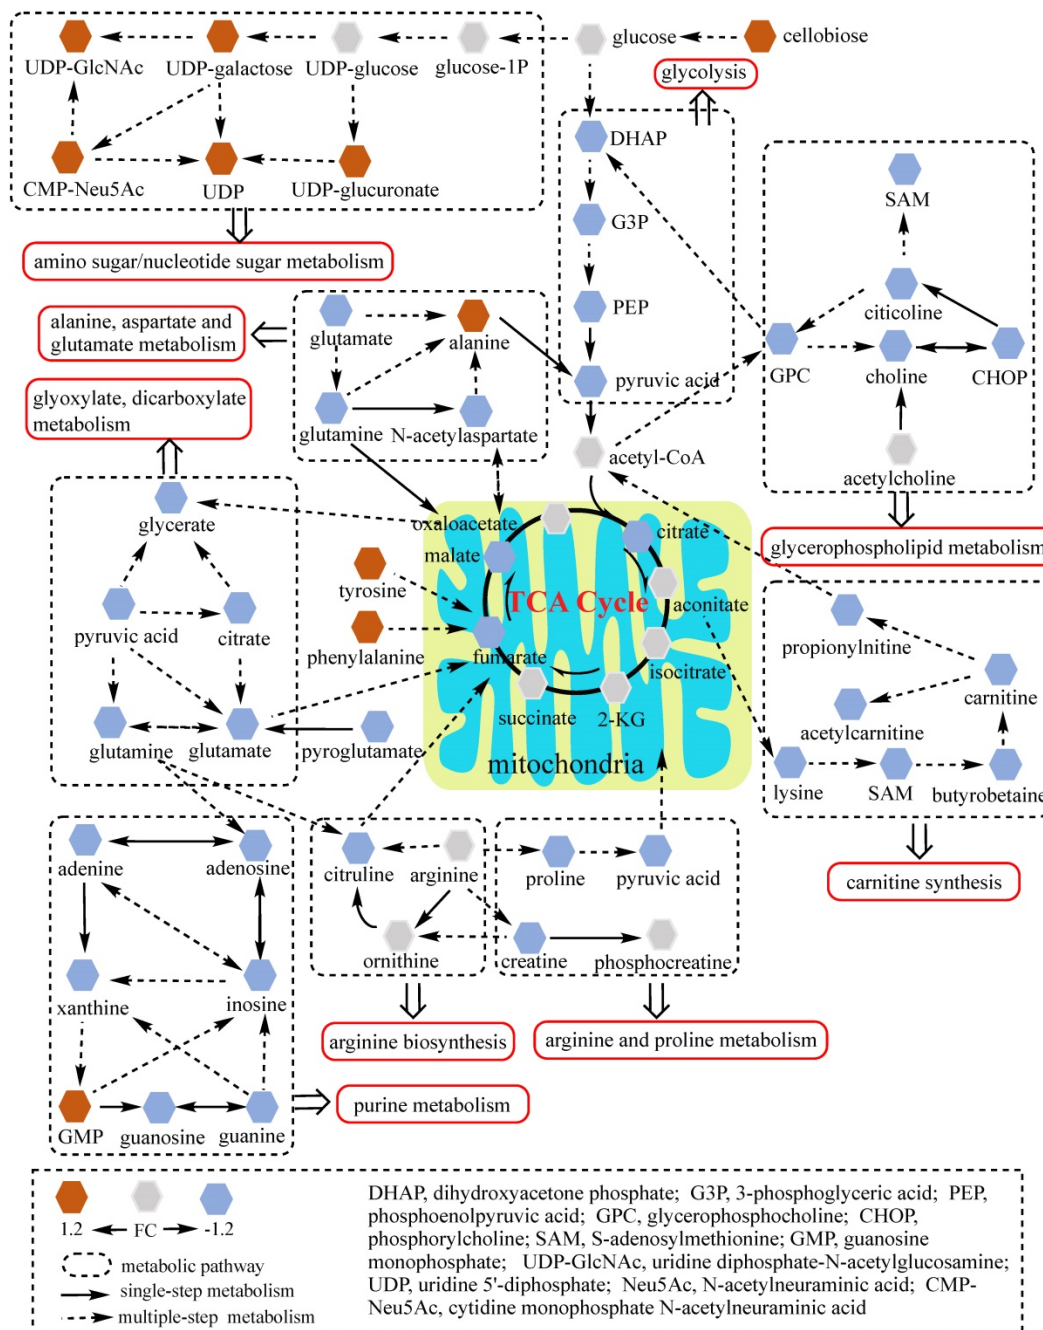 glucose
cellobiose
UDP-GlcNAc
UDP-galactose
UDP-glucose
glucose-1P
glycolysis
DHAP
CMP-Neu5Ac
UDP
UDP-glucuronate
SAM
G3P
amino sugar/nucleotide sugar metabolism
citicoline
PEP
alanine, aspartate and
glutamate metabolism
glutamate
alanine
GPC
choline
CHOP
pyruvic acid
glyoxylate, dicarboxylate
metabolism
glutamine
N-acetylaspartate
acetyl-CoA
acetylcholine
glycerate
oxaloacetate
citrate
malate
glycerophospholipid metabolism
tyrosine
TCA Cycle
aconitate
pyruvic acid
citrate
phenylalanine
fumarate
isocitrate
propionylnitine
carnitine
succinate
2-KG
acetylcarnitine
glutamine
glutamate
pyroglutamate
mitochondria
lysine
SAM
butyrobetaine
adenine
adenosine
citruline
arginine
proline
pyruvic acid
carnitine synthesis
ornithine
creatine
phosphocreatine
xanthine
inosine
arginine biosynthesis
arginine and proline metabolism
purine metabolism
GMP
guanosine
guanine
1.2
FC
-1.2
metabolic pathway
single-step metabolism
multiple-step metabolism
DHAP, dihydroxyacetone phosphate; G3P, 3-phosphoglyceric acid; PEP,
phosphoenolpyruvic acid; GPC, glycerophosphocholine; CHOP,
phosphorylcholine; SAM, S-adenosylmethionine; GMP, guanosine
monophosphate; UDP-GlcNAc, uridine diphosphate-N-acetylglucosamine;
UDP, uridine 5'-diphosphate; Neu5Ac, N-acetylneuraminic acid; CMP-
Neu5Ac, cytidine monophosphate N-acetylneuraminic acid